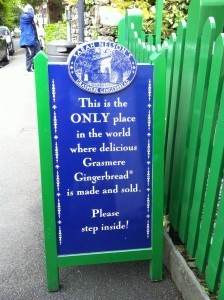 SARAH NELSON'S
GRASMERE GINGERBREAD
This is the
ONLY place
in the world
where delicious
Grasmere
Gingerbread®
is made and sold.
Please
step inside!